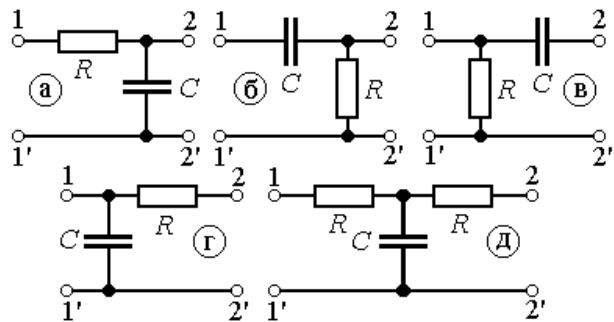 1 2 1 2 1 2
R C R C
а C б C R R в
1' 2' 1' 2' 1' 2'
1 2 1 2
C R R C R
г д
1' 2' 1' 2'